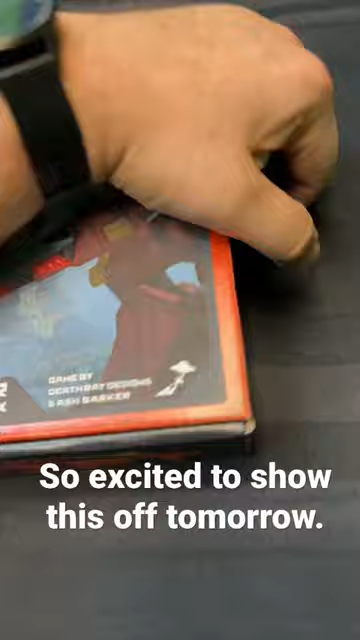 GAME BY
DEATHRAY DESIGNS
& ASH BARKER
So excited to show
this off tomorrow.